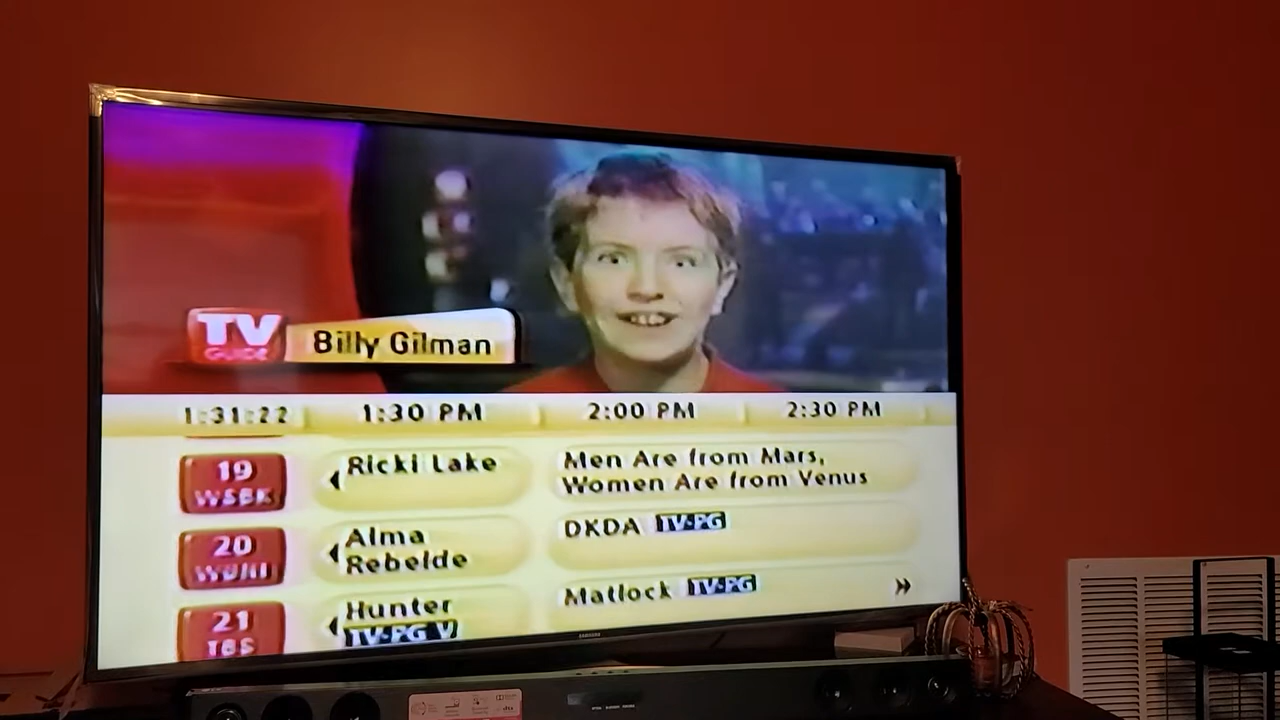 TV
GUIDE
Billy Gilman
1:31:22 1:30 PM 2:00 PM 2:30 PM
19
WSBK
Ricki Lake
Men Are from Mars,
Women Are from Venus
20
Alma
Rebelde
DKDA TV-PG
21
TBS
Hunter
TV-PG V
Matlock TV-PG
SAMSUNG